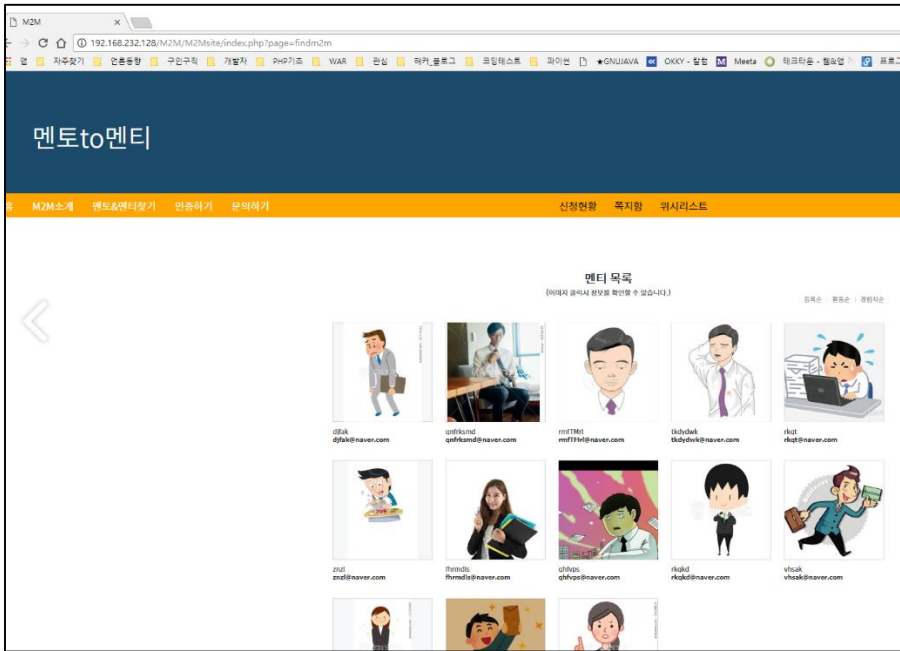 M2M
192.168.232.128/M2M/M2Msite/index.php?page=findm2m
앱 자주찾기 언론동향 구인구직 개발자 PHP기초 WAR 관심 해커_블로그 코딩테스트 파이썬 ★GNUJAVA OKKY - 칼럼 Meeta 테크타운 - 웹&앱 프로그
멘토to멘티
홈 M2M소개 멘토&멘티찾기 인증하기 문의하기 신청현황 쪽지함 위시리스트
멘티 목록
(이미지 클릭시 정보를 확인할 수 있습니다.)
등록순 | 활동순 | 경험치순
djfak qnfrksmd rmfTMrl tkdydwk rkqt
djfak@naver.com qnfrksmd@naver.com rmfTMrl@naver.com tkdydwk@naver.com rkqt@naver.com
znzl fhrmdls qhfvps rkqkd vhsak
znzl@naver.com fhrmdls@naver.com qhfvps@naver.com rkqkd@naver.com vhsak@naver.com